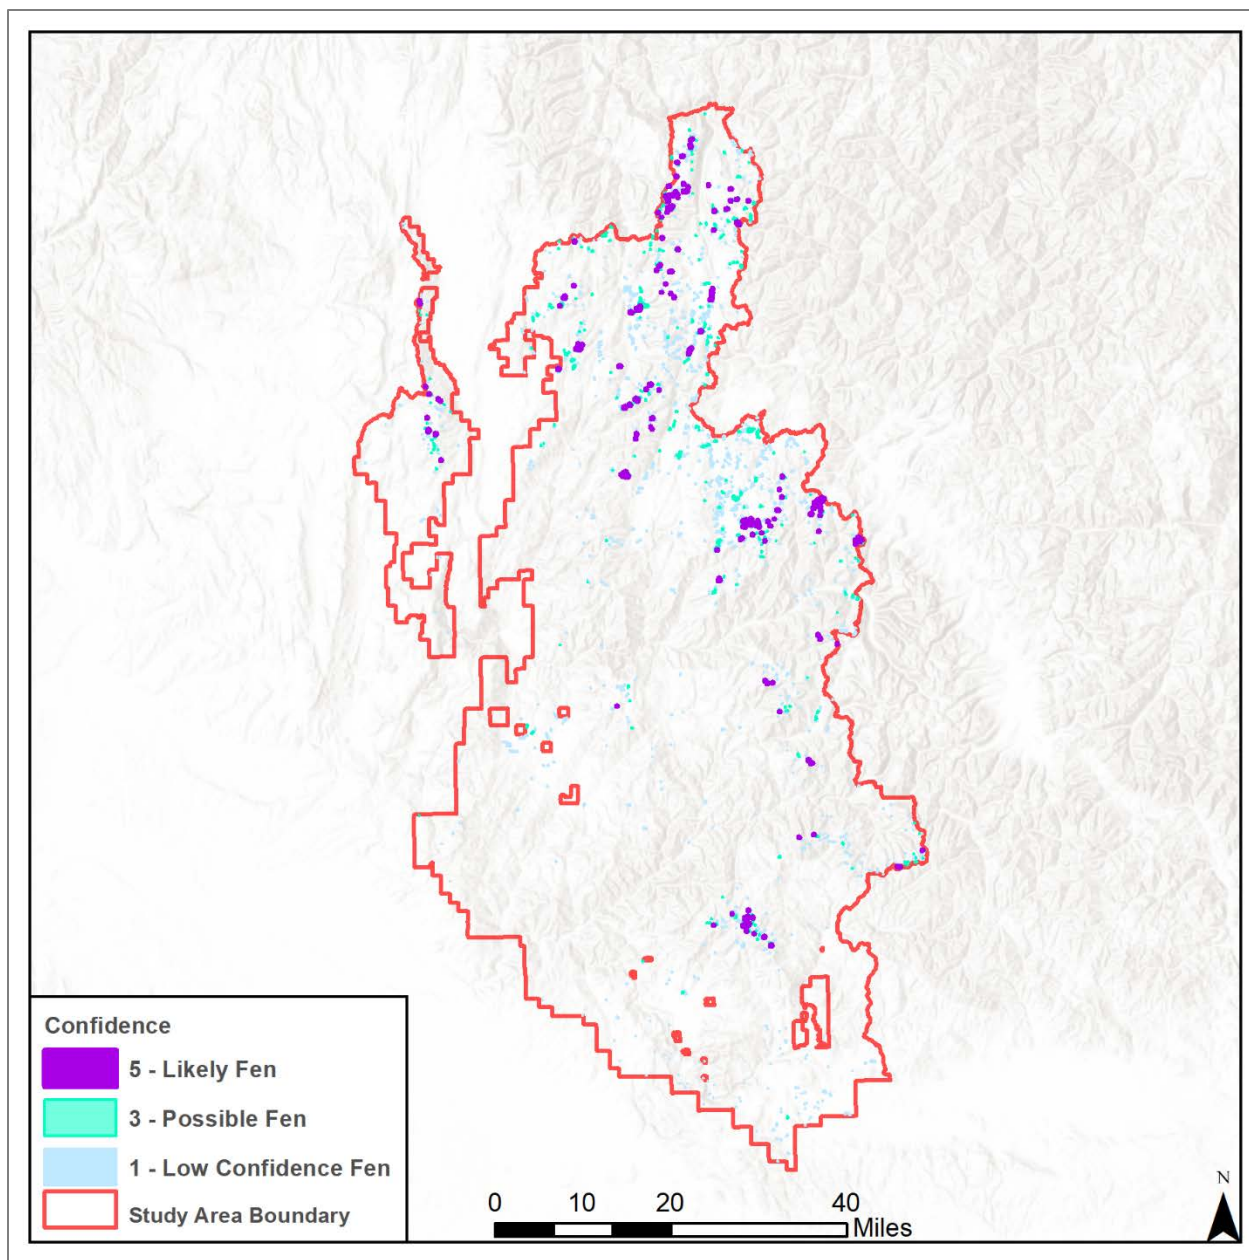 Confidence
5 - Likely Fen
3 - Possible Fen
1 - Low Confidence Fen
Study Area Boundary
0 10 20 40
Miles
N